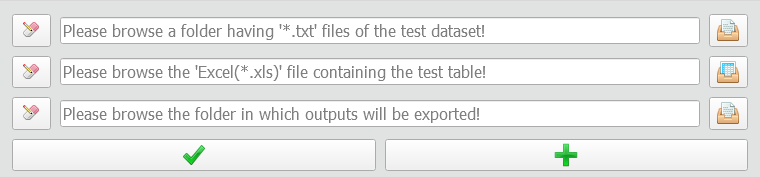 Please browse a folder having '*.txt' files of the test dataset!
Please browse the 'Excel(*.xls)' file containing the test table!
Please browse the folder in which outputs will be exported!